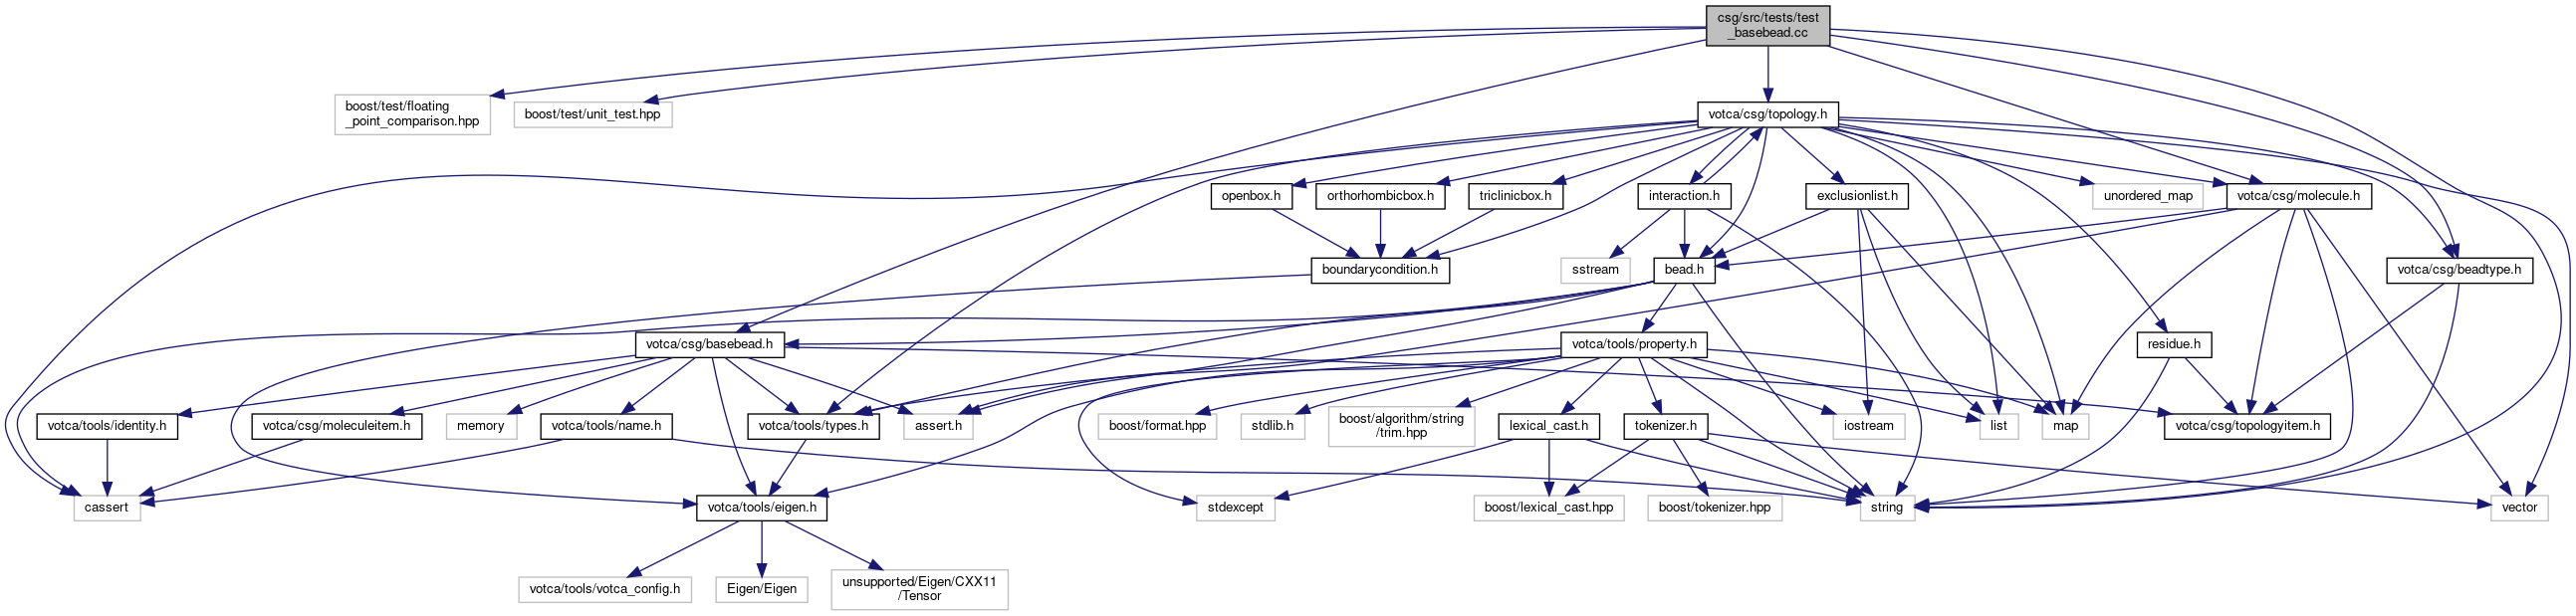 csg/src/tests/test
_basebead.cc
boost/test/floating
_point_comparison.hpp
boost/test/unit_test.hpp
votca/csg/topology.h
openbox.h
orthorhombicbox.h
triclinicbox.h
interaction.h
exclusionlist.h
unordered_map
votca/csg/molecule.h
boundarycondition.h
sstream
bead.h
votca/csg/beadtype.h
votca/csg/basebead.h
votca/tools/property.h
residue.h
votca/tools/identity.h
votca/csg/moleculeitem.h
memory
votca/tools/name.h
votca/tools/types.h
assert.h
boost/format.hpp
stdlib.h
boost/algorithm/string
/trim.hpp
lexical_cast.h
tokenizer.h
iostream
list
map
votca/csg/topologyitem.h
cassert
votca/tools/eigen.h
stdexcept
boost/lexical_cast.hpp
boost/tokenizer.hpp
string
vector
votca/tools/votca_config.h
Eigen/Eigen
unsupported/Eigen/CXX11
/Tensor